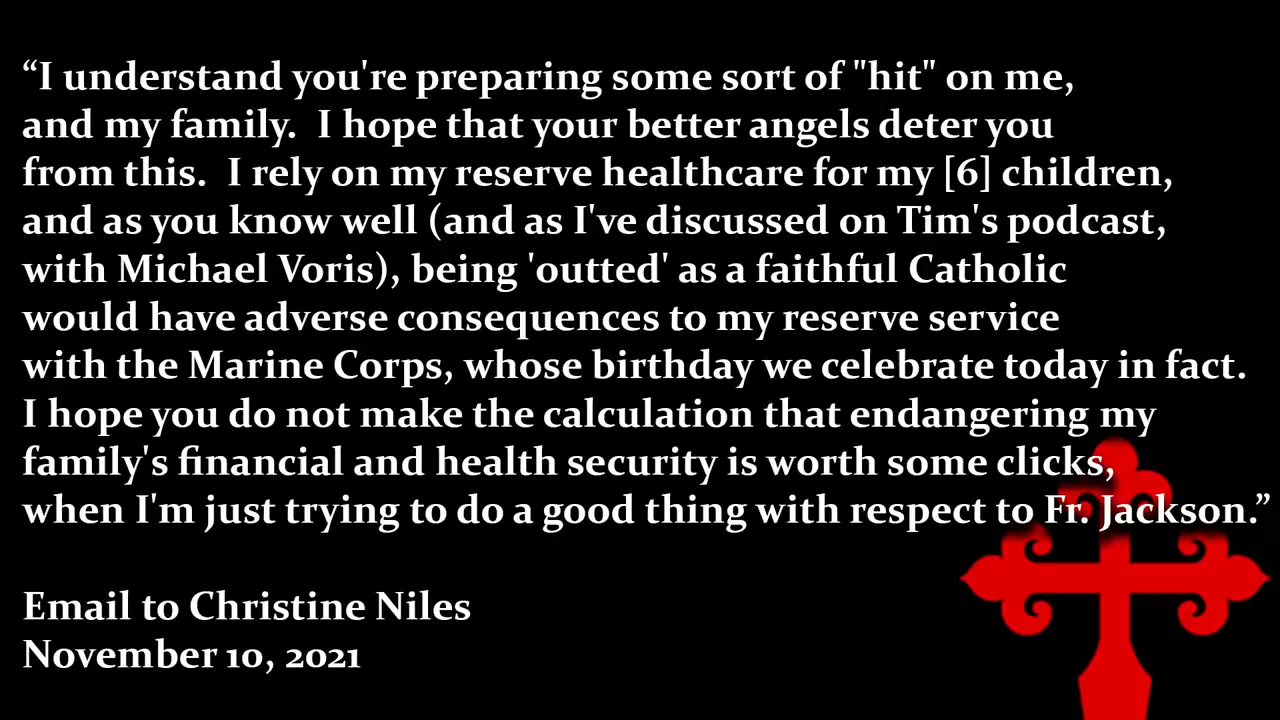 “I understand you're preparing some sort of "hit" on me,
and my family.  I hope that your better angels deter you
from this.  I rely on my reserve healthcare for my [6] children,
and as you know well (and as I've discussed on Tim's podcast,
with Michael Voris), being 'outted' as a faithful Catholic
would have adverse consequences to my reserve service
with the Marine Corps, whose birthday we celebrate today in fact.
I hope you do not make the calculation that endangering my
family's financial and health security is worth some clicks,
when I'm just trying to do a good thing with respect to Fr. Jackson.”
Email to Christine Niles
November 10, 2021